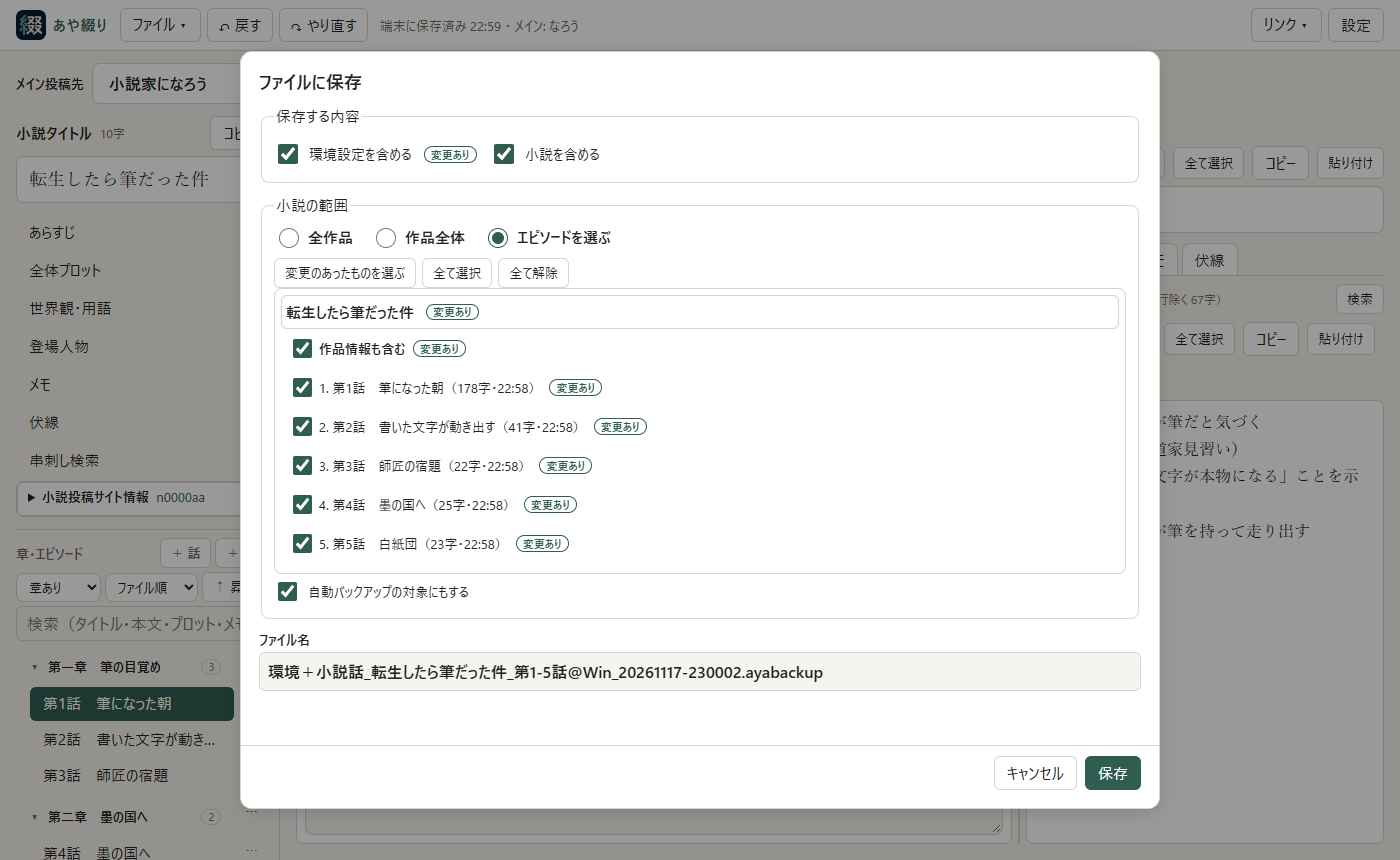 綴 あや綴り ファイル ▾ 戻す やり直す 端末に保存済み 22:59・メイン: なろう リンク ▾ 設定
メイン投稿先 小説家になろう
小説タイトル 10字
転生したら筆だった件
あらすじ
全体プロット
世界観・用語
登場人物
メモ
伏線
串刺し検索
▶ 小説投稿サイト情報 n0000aa
章・エピソード ＋ 話 ＋
章あり ファイル順 ↑ 昇
検索（タイトル・本文・プロット・メモ
▾ 第一章　筆の目覚め 3
第1話　筆になった朝
第2話　書いた文字が動き…
第3話　師匠の宿題
▾ 第二章　墨の国へ 2 …
第4話　墨の国へ …
ファイルに保存
保存する内容
環境設定を含める 変更あり 小説を含める
小説の範囲
全作品 作品全体 エピソードを選ぶ
変更のあったものを選ぶ 全て選択 全て解除
転生したら筆だった件 変更あり
作品情報も含む 変更あり
1. 第1話　筆になった朝（178字・22:58） 変更あり
2. 第2話　書いた文字が動き出す（41字・22:58） 変更あり
3. 第3話　師匠の宿題（22字・22:58） 変更あり
4. 第4話　墨の国へ（25字・22:58） 変更あり
5. 第5話　白紙団（23字・22:58） 変更あり
自動バックアップの対象にもする
ファイル名
環境＋小説話_転生したら筆だった件_第1-5話@Win_20261117-230002.ayabackup
キャンセル 保存
全て選択 コピー 貼り付け
伏線
行除く67字） 検索
全て選択 コピー 貼り付け
が筆だと気づく
道家見習い）
文字が本物になる」ことを示
が筆を持って走り出す